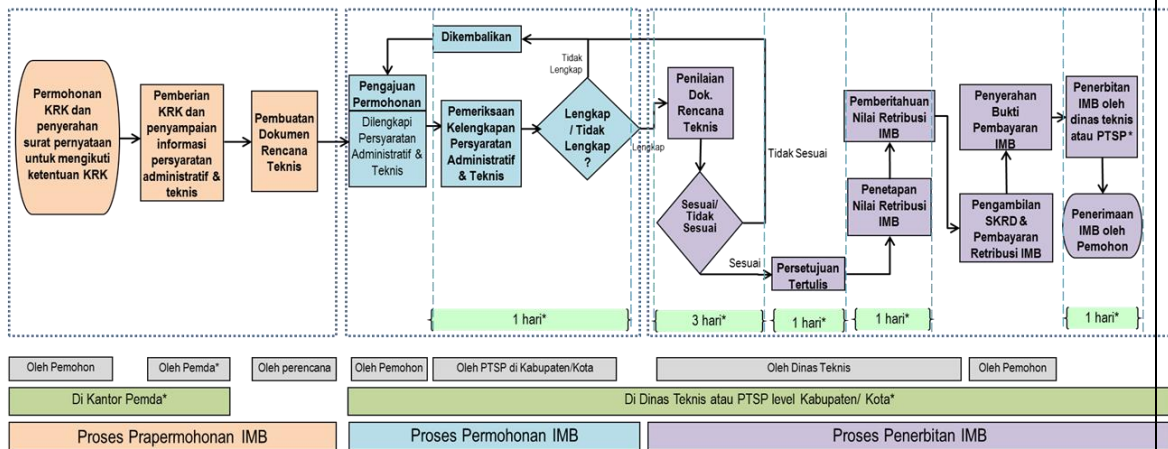 Permohonan
KRK dan
penyerahan
surat pernyataan
untuk mengikuti
ketentuan KRK
Pemberian
KRK dan
penyampaian
informasi
persyaratan
administratif &
teknis
Pembuatan
Dokumen
Rencana
Teknis
Dikembalikan
Pengajuan
Permohonan
Dilengkapi
Persyaratan
Administratif &
Teknis
Pemeriksaan
Kelengkapan
Persyaratan
Administratif
& Teknis
Tidak
Lengkap
Lengkap
/ Tidak
Lengkap
?
Lengkap
Penilaian
Dok.
Rencana
Teknis
Tidak Sesuai
Sesuai/
Tidak
Sesuai
Sesuai
Persetujuan
Tertulis
Pemberitahuan
Nilai Retribusi
IMB
Penetapan
Nilai Retribusi
IMB
Penyerahan
Bukti
Pembayaran
IMB
Pengambilan
SKRD &
Pembayaran
Retribusi IMB
Penerbitan
IMB oleh
dinas teknis
atau PTSP *
Penerimaan
IMB oleh
Pemohon
1 hari*
3 hari*
1 hari*
1 hari*
1 hari*
Oleh Pemohon
Oleh Pemda*
Oleh perencana
Oleh Pemohon
Oleh PTSP di Kabupaten/Kota
Oleh Dinas Teknis
Oleh Pemohon
Di Kantor Pemda*
Di Dinas Teknis atau PTSP level Kabupaten/ Kota*
Proses Prapermohonan IMB
Proses Permohonan IMB
Proses Penerbitan IMB